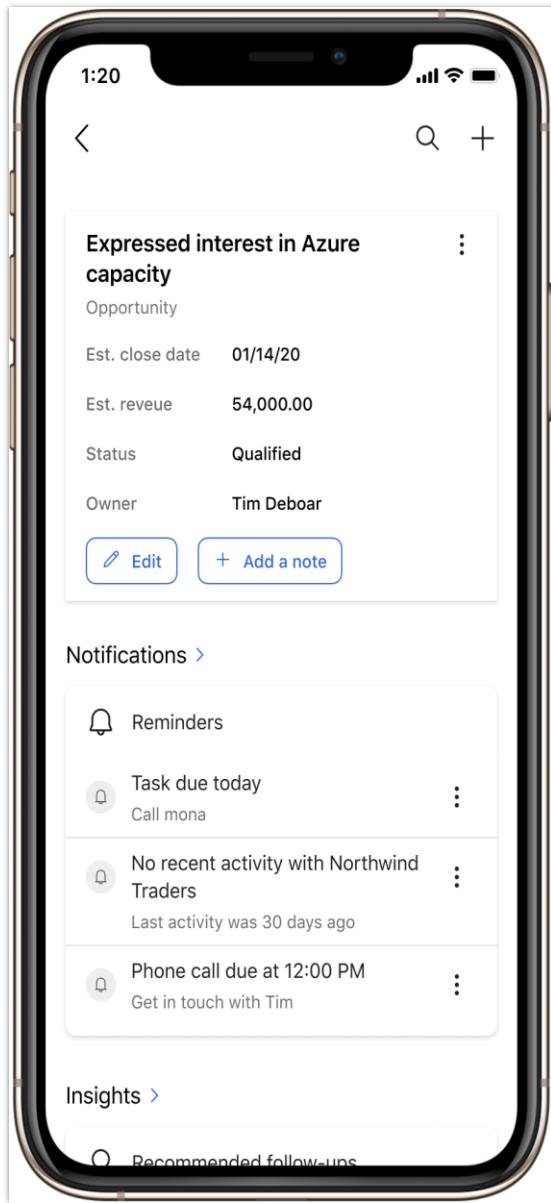 1:20
Expressed interest in Azure
capacity
Opportunity
Est. close date 01/14/20
Est. reveue 54,000.00
Status Qualified
Owner Tim Deboar
Edit + Add a note
Notifications >
Reminders
Task due today
Call mona
No recent activity with Northwind
Traders
Last activity was 30 days ago
Phone call due at 12:00 PM
Get in touch with Tim
Insights >
Recommended follow-ups